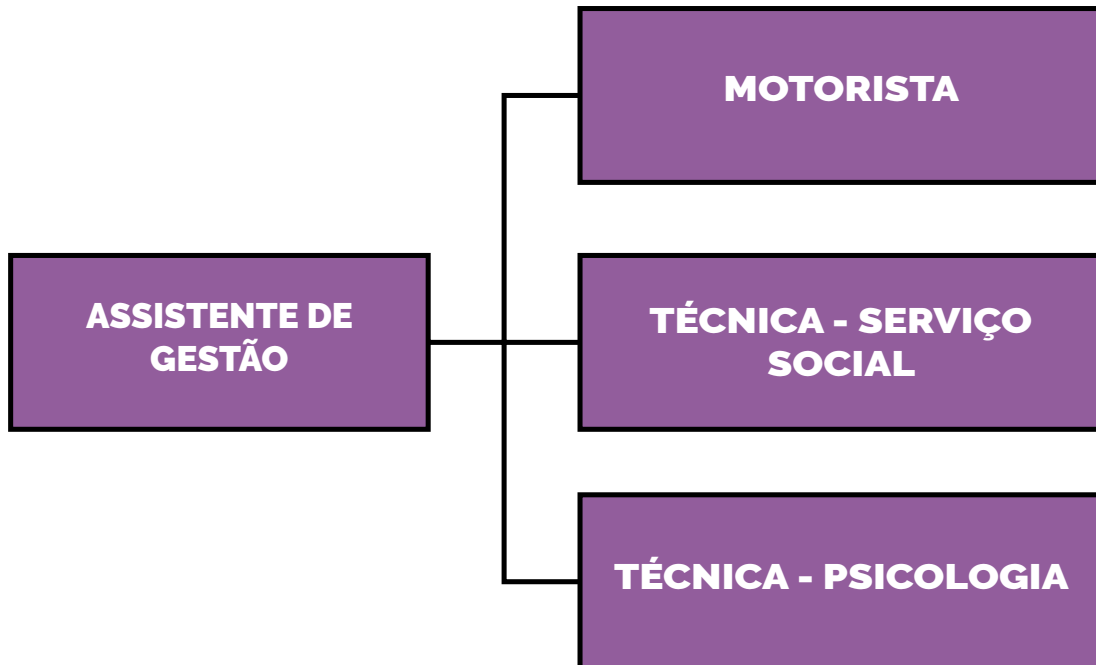 MOTORISTA
ASSISTENTE DE
GESTÃO
TÉCNICA - SERVIÇO
SOCIAL
TÉCNICA - PSICOLOGIA